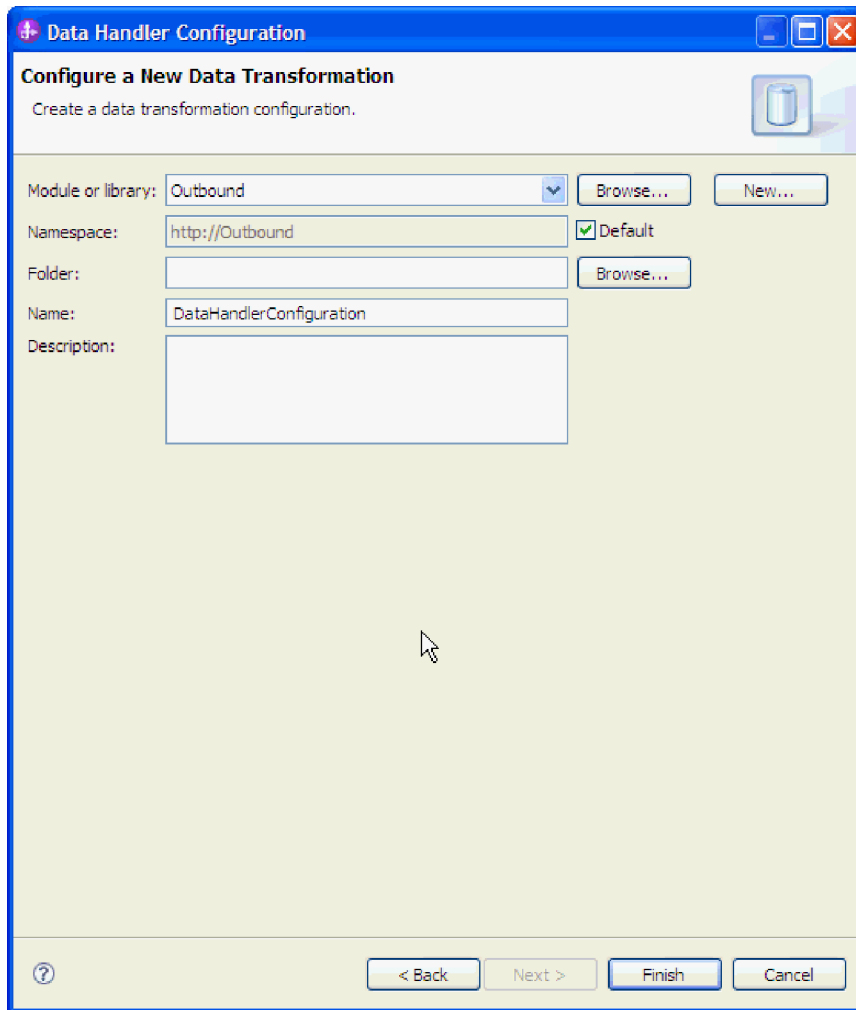 Data Handler Configuration
Configure a New Data Transformation
Create a data transformation configuration.
Module or library: Outbound Browse... New...
Namespace: http://Outbound Default
Folder: Browse...
Name: DataHandlerConfiguration
Description:
? < Back Next > Finish Cancel